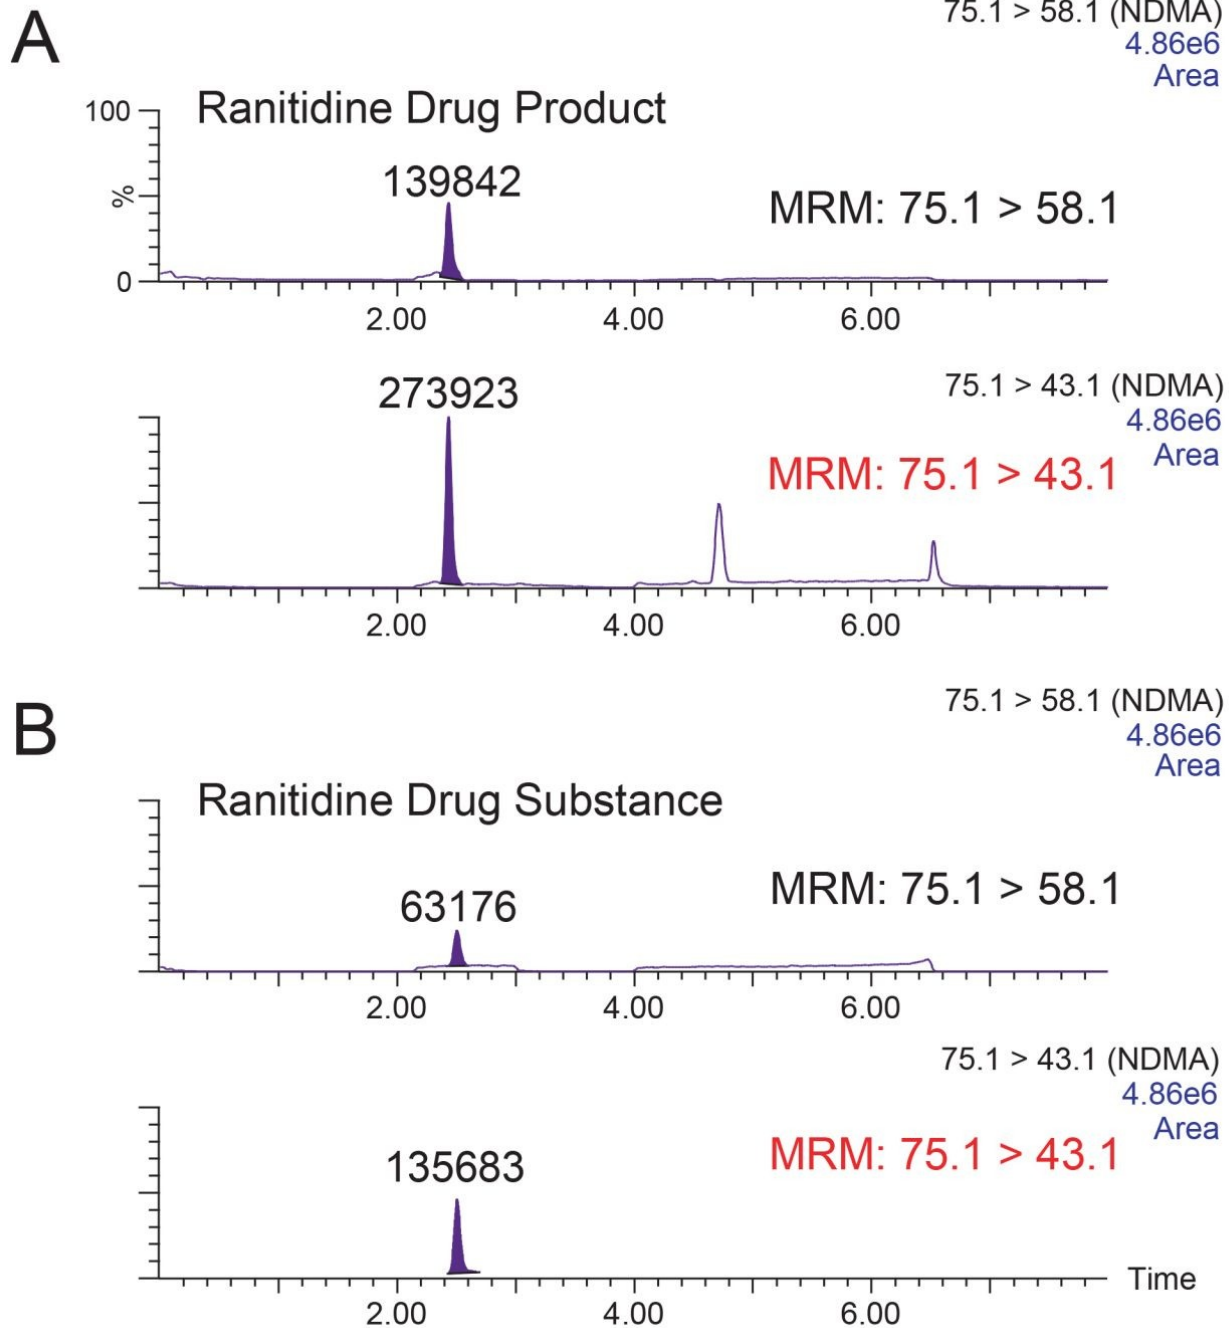 A
75.1 > 58.1 (NDMA)
4.86e6
Area
Ranitidine Drug Product
100
%
0
139842
MRM: 75.1 > 58.1
2.00 4.00 6.00
75.1 > 43.1 (NDMA)
4.86e6
Area
273923
MRM: 75.1 > 43.1
2.00 4.00 6.00
B
75.1 > 58.1 (NDMA)
4.86e6
Area
Ranitidine Drug Substance
63176
MRM: 75.1 > 58.1
2.00 4.00 6.00
75.1 > 43.1 (NDMA)
4.86e6
Area
135683
MRM: 75.1 > 43.1
Time
2.00 4.00 6.00